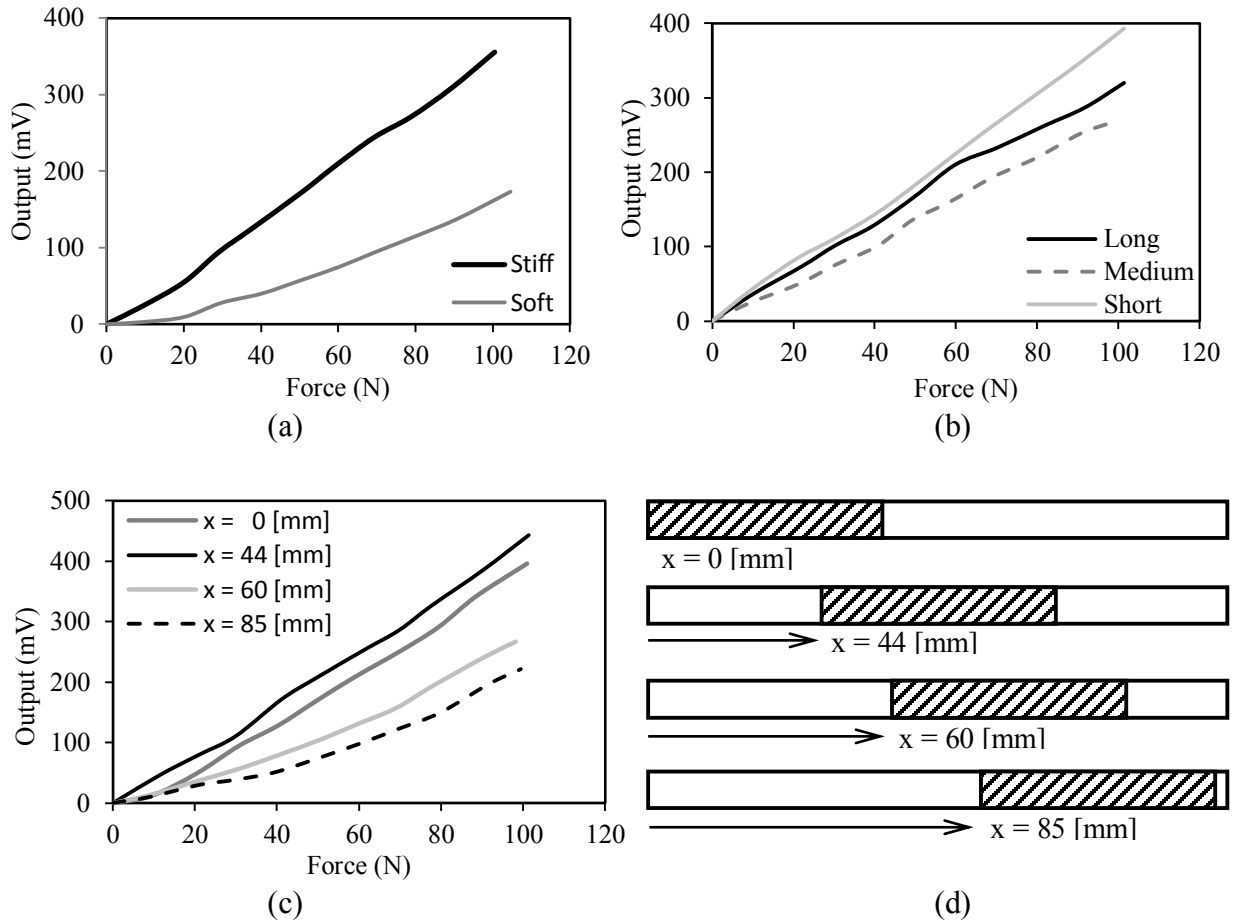 400
300
200
100
0
Output (mV)
Stiff
Soft
0 20 40 60 80 100 120
Force (N)
(a)
400
300
200
100
0
Output (mV)
Long
Medium
Short
0 20 40 60 80 100 120
Force (N)
(b)
500
400
300
200
100
0
Output (mV)
x = 0 [mm]
x = 44 [mm]
x = 60 [mm]
x = 85 [mm]
0 20 40 60 80 100 120
Force (N)
(c)
x = 0 [mm]
x = 44 [mm]
x = 60 [mm]
x = 85 [mm]
(d)